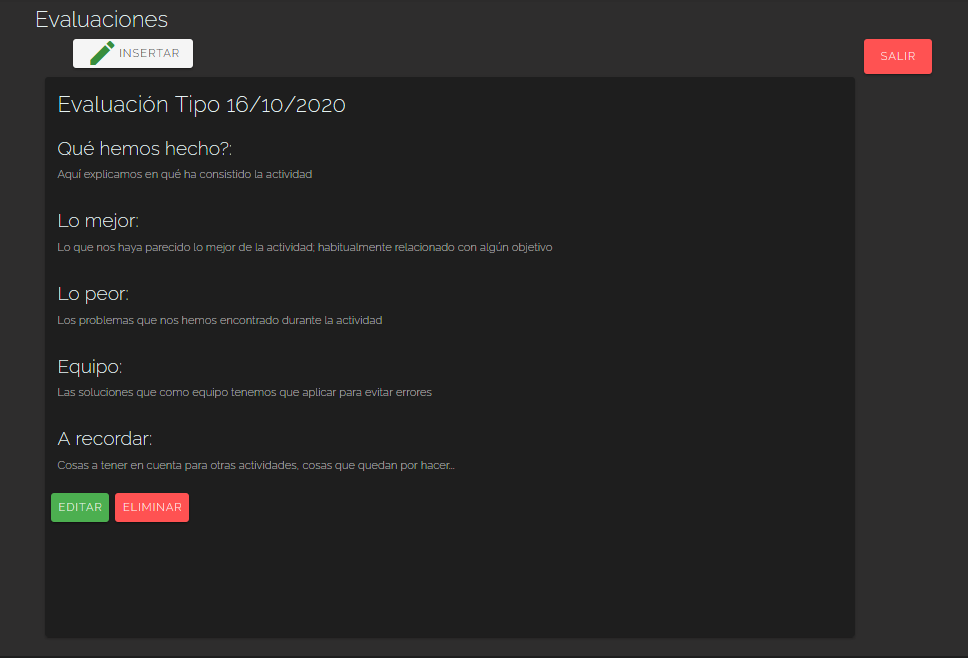 Evaluaciones
INSERTAR
SALIR
Evaluación Tipo 16/10/2020
Qué hemos hecho?:
Aquí explicamos en qué ha consistido la actividad
Lo mejor:
Lo que nos haya parecido lo mejor de la actividad; habitualmente relacionado con algún objetivo
Lo peor:
Los problemas que nos hemos encontrado durante la actividad
Equipo:
Las soluciones que como equipo tenemos que aplicar para evitar errores
A recordar:
Cosas a tener en cuenta para otras actividades, cosas que quedan por hacer...
EDITAR
ELIMINAR